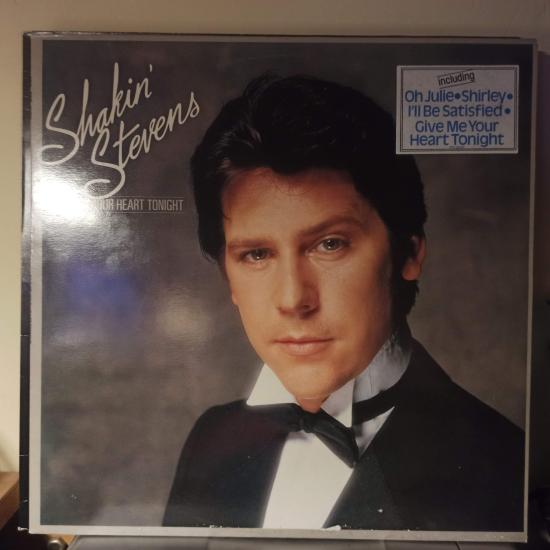 Shakin'
Stevens
OUR HEART TONIGHT
including
Oh Julie•Shirley•
I'll Be Satisfied•
Give Me Your
Heart Tonight